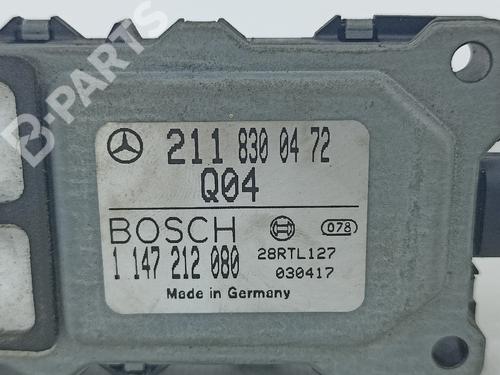 B-PARTS
211 830 04 72
Q04
BOSCH 078
1 147 212 080 28RTL127
030417
Made in Germany